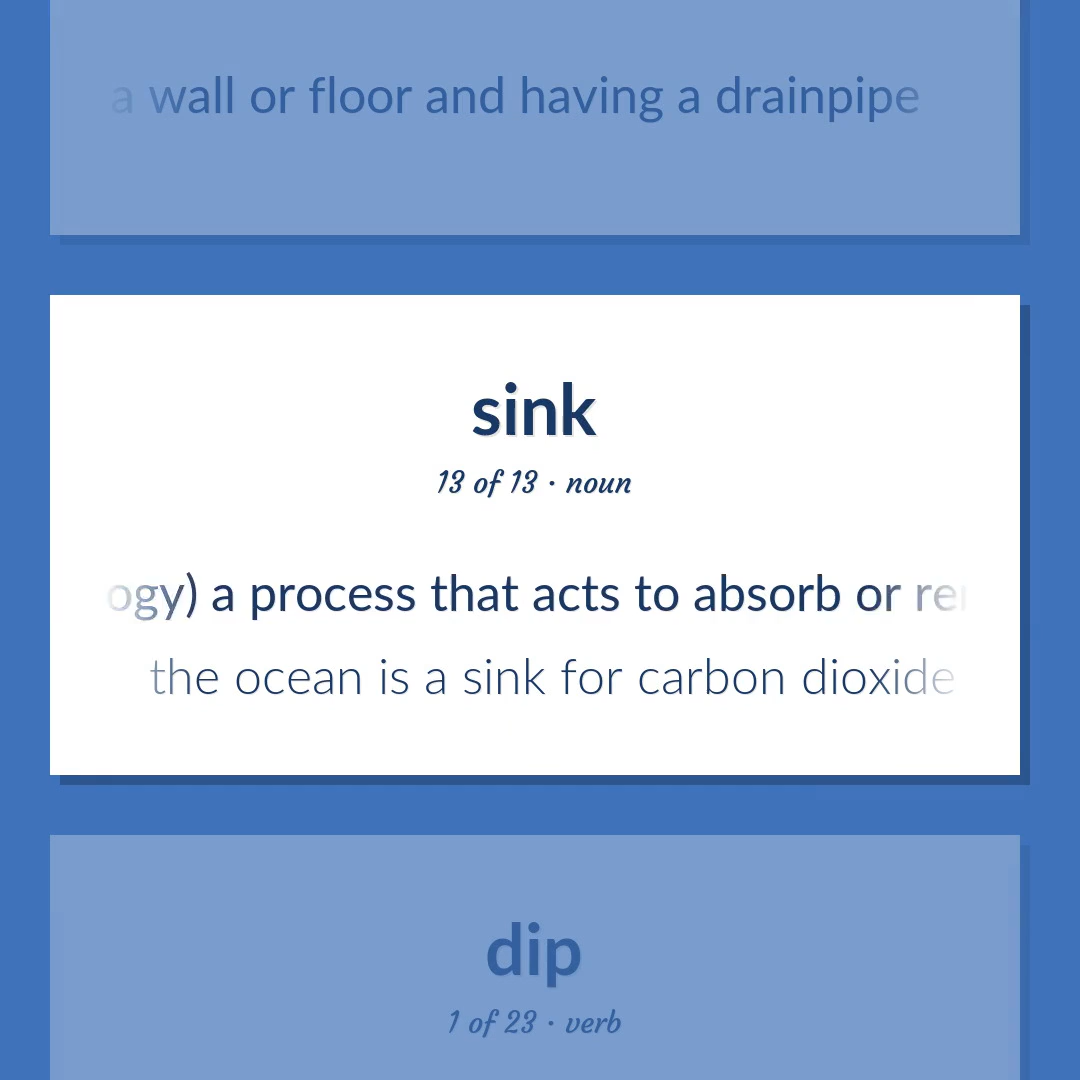 a wall or floor and having a drainpipe
sink
13 of 13 · noun
ogy) a process that acts to absorb or
the ocean is a sink for carbon dioxide
dip
1 of 23 · verb